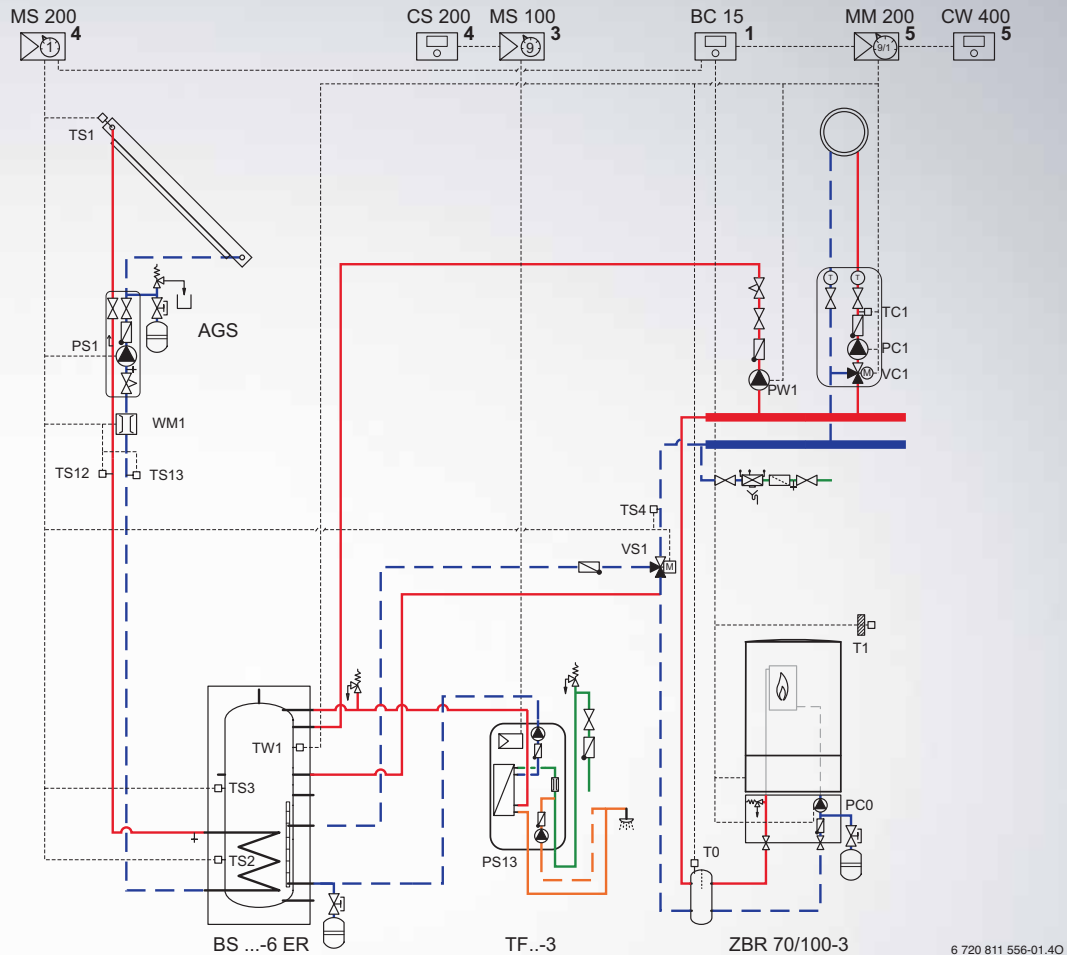 MS 200 4
CS 200 4
MS 100 3
BC 15 1
MM 200 5
CW 400 5
1
9
9/1
TS1
T T
AGS
TC1
PS1
PC1
M
VC1
PW1
WM1
TS12
TS13
TS4
VS1
M
T1
TW1
TS3
PC0
TS2
PS13
T0
BS ...-6 ER
TF..-3
ZBR 70/100-3
6 720 811 556-01.4O